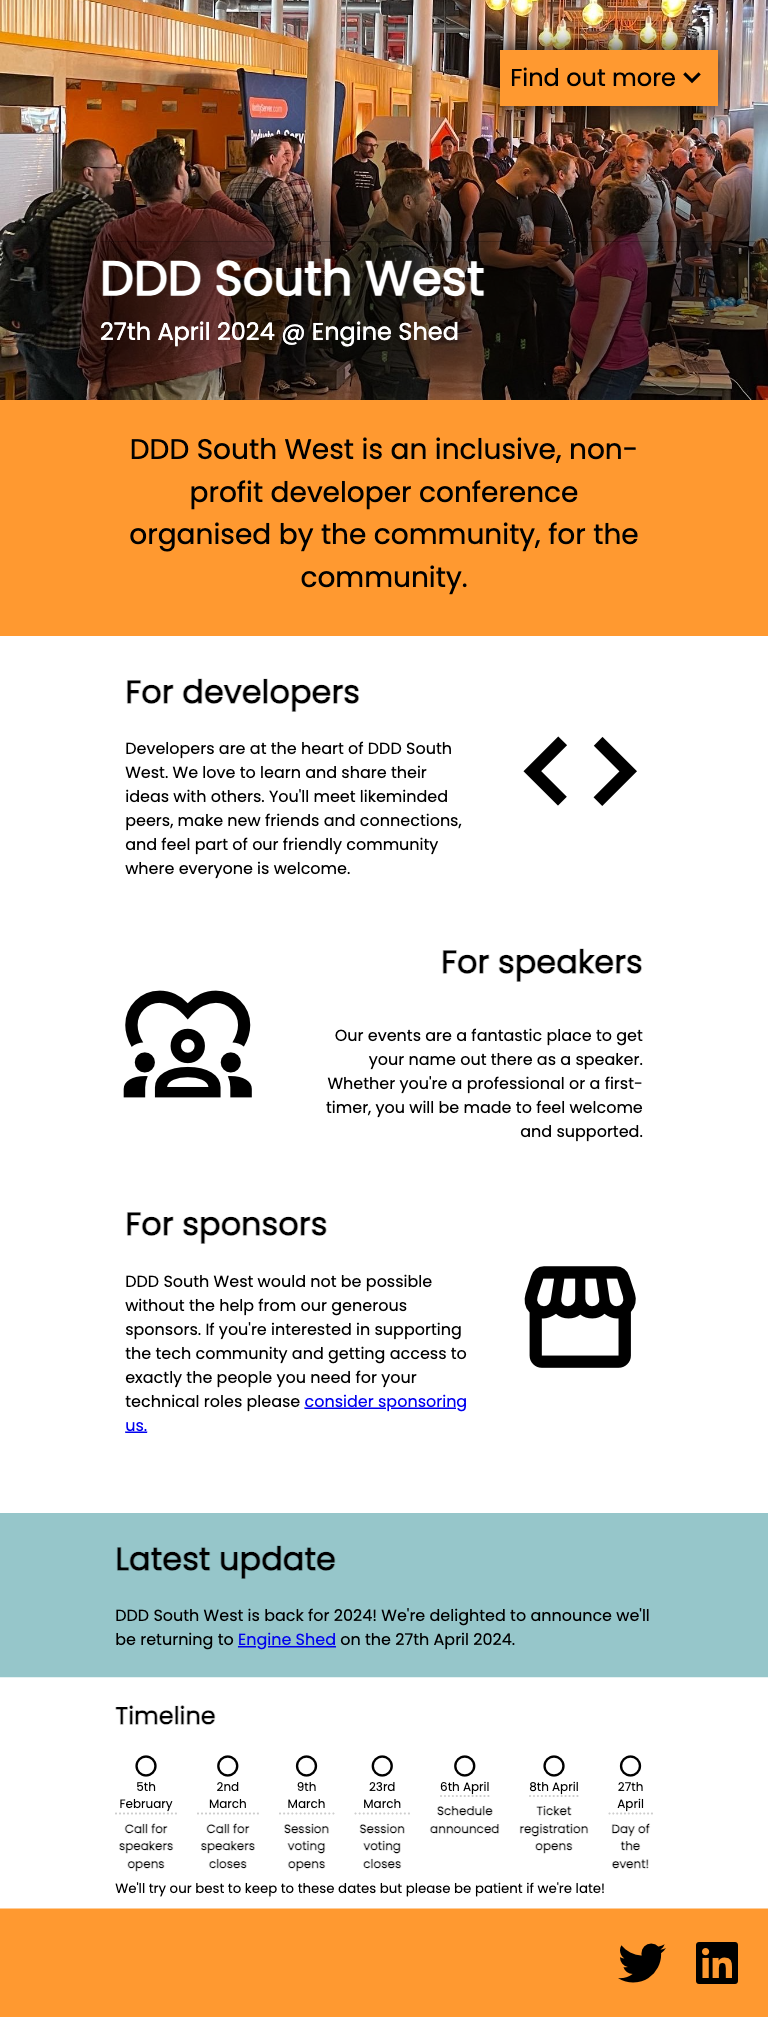 Find out more
DDD South West
27th April 2024 @ Engine Shed
DDD South West is an inclusive, non-
profit developer conference
organised by the community, for the
community.
For developers
Developers are at the heart of DDD South
West. We love to learn and share their
ideas with others. You'll meet likeminded
peers, make new friends and connections,
and feel part of our friendly community
where everyone is welcome.
For speakers
Our events are a fantastic place to get
your name out there as a speaker.
Whether you're a professional or a first-
timer, you will be made to feel welcome
and supported.
For sponsors
DDD South West would not be possible
without the help from our generous
sponsors. If you're interested in supporting
the tech community and getting access to
exactly the people you need for your
technical roles please consider sponsoring
us.
Latest update
DDD South West is back for 2024! We're delighted to announce we'll
be returning to Engine Shed on the 27th April 2024.
Timeline
5th
February
Call for
speakers
opens
2nd
March
Call for
speakers
closes
9th
March
Session
voting
opens
23rd
March
Session
voting
closes
6th April
Schedule
announced
8th April
Ticket
registration
opens
27th
April
Day of
the
event!
We'll try our best to keep to these dates but please be patient if we're late!
in